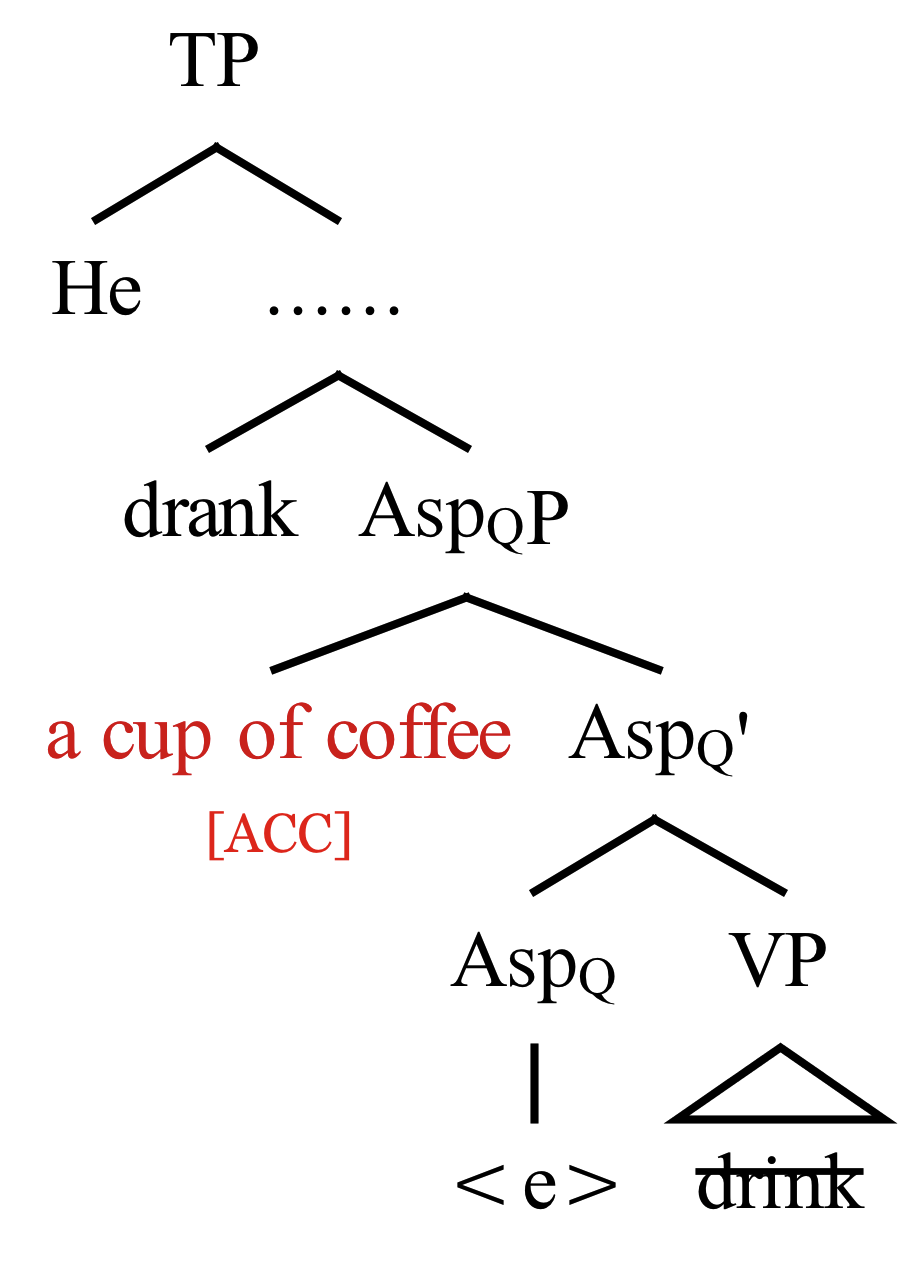 TP
He ……
drank AspQP
a cup of coffee AspQ'
[ACC]
AspQ VP
<e> drink